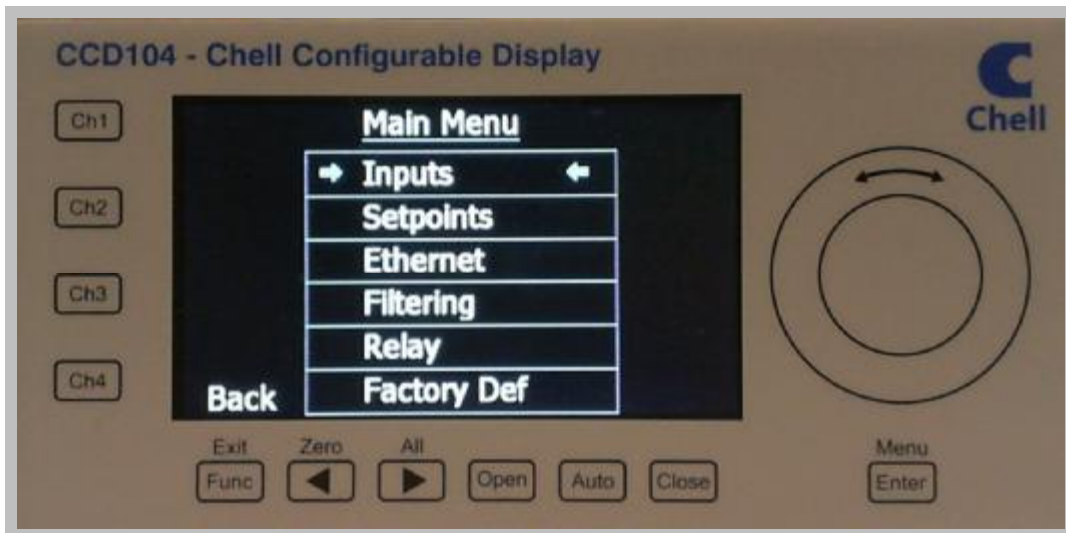 CCD104 - Chell Configurable Display
Chell
Ch1
Ch2
Ch3
Ch4
Main Menu
Inputs
Setpoints
Ethernet
Filtering
Relay
Factory Def
Back
Exit Zero All Menu
Func Open Auto Close Enter